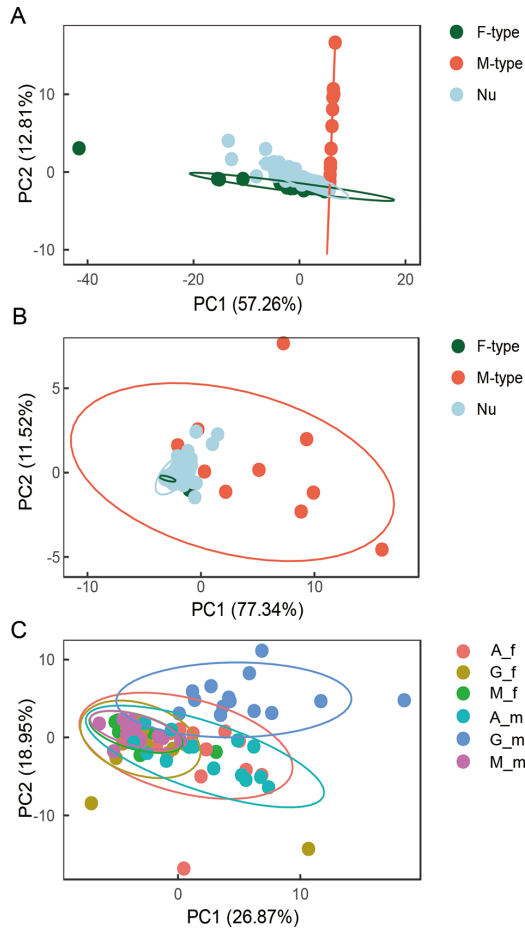 A
F-type
M-type
Nu
10
0
-10
PC2 (12.81%)
-40
-20
0
20
PC1 (57.26%)
B
F-type
M-type
Nu
5
0
-5
PC2 (11.52%)
-10
0
10
PC1 (77.34%)
C
A_f
G_f
M_f
A_m
G_m
M_m
10
0
-10
PC2 (18.95%)
0
10
PC1 (26.87%)